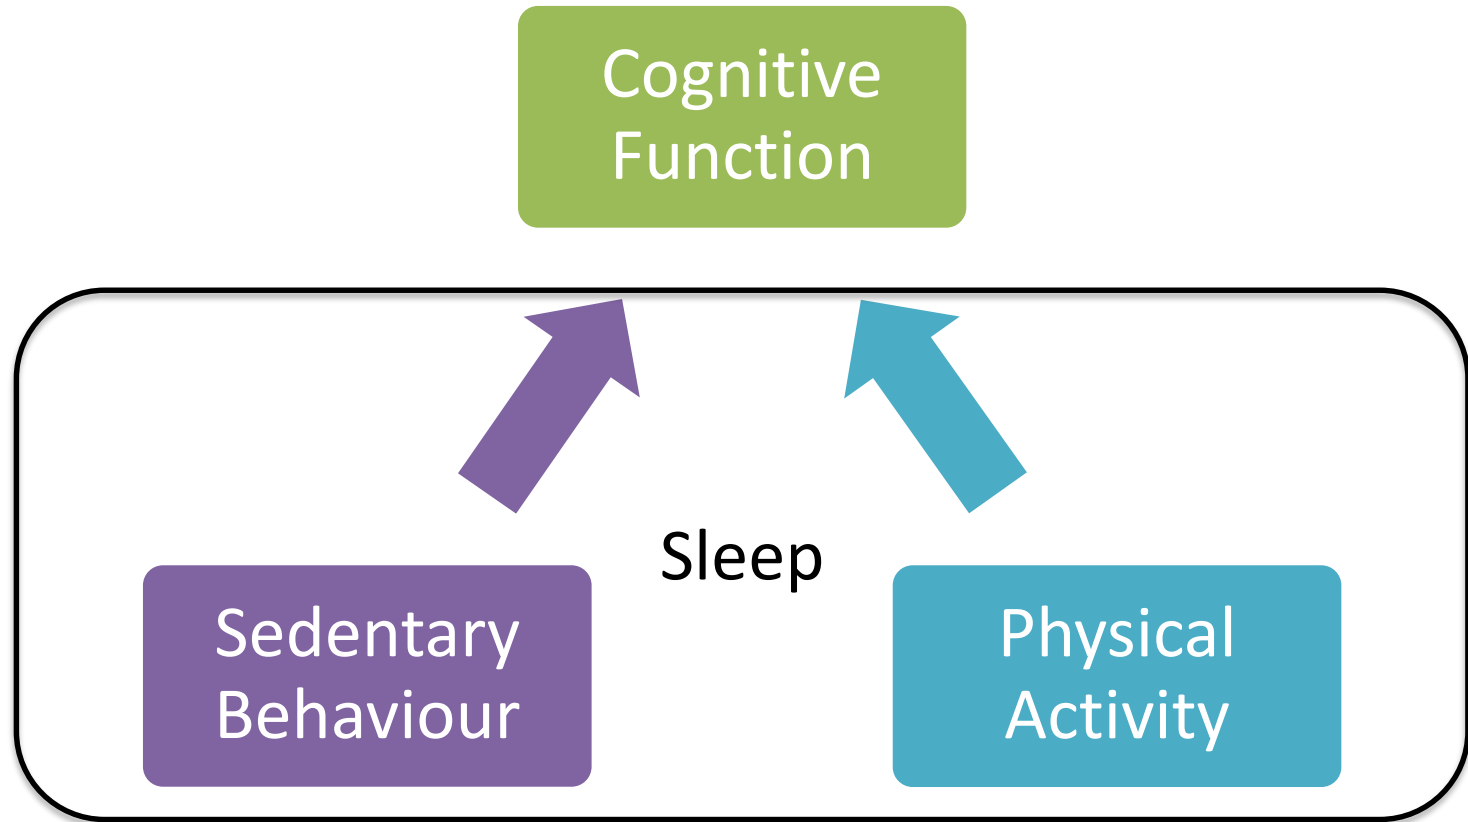 Cognitive
Function
Sleep
Sedentary
Behaviour
Physical
Activity